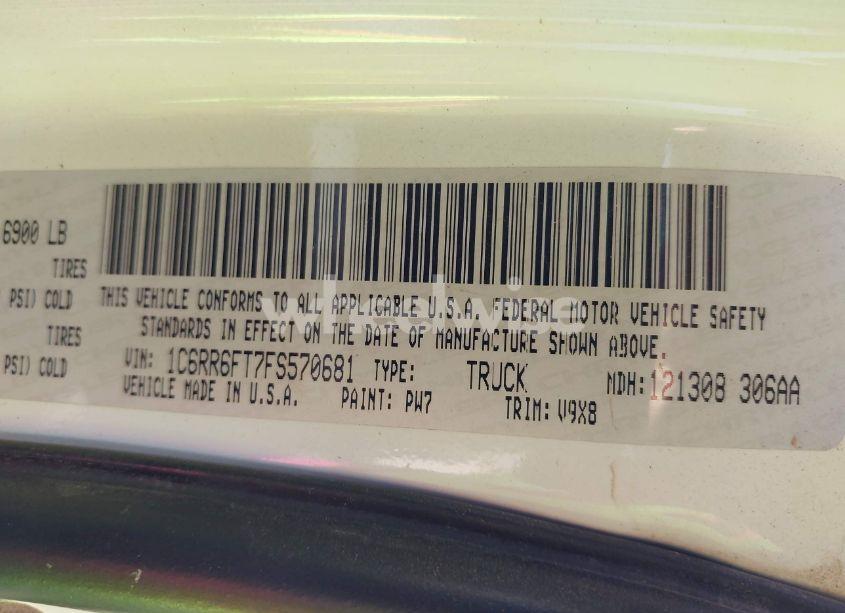 6900 LB
TIRES
PSI) COLD
TIRES
PSI) COLD
THIS VEHICLE CONFORMS TO ALL APPLICABLE U.S.A. FEDERAL MOTOR VEHICLE SAFETY
STANDARDS IN EFFECT ON THE DATE OF MANUFACTURE SHOWN ABOVE.
VIN: 1C6RR6FT7FS570681 TYPE: TRUCK MDH:121308 306AA
VEHICLE MADE IN U.S.A. PAINT: PW7 TRIM: V9X8